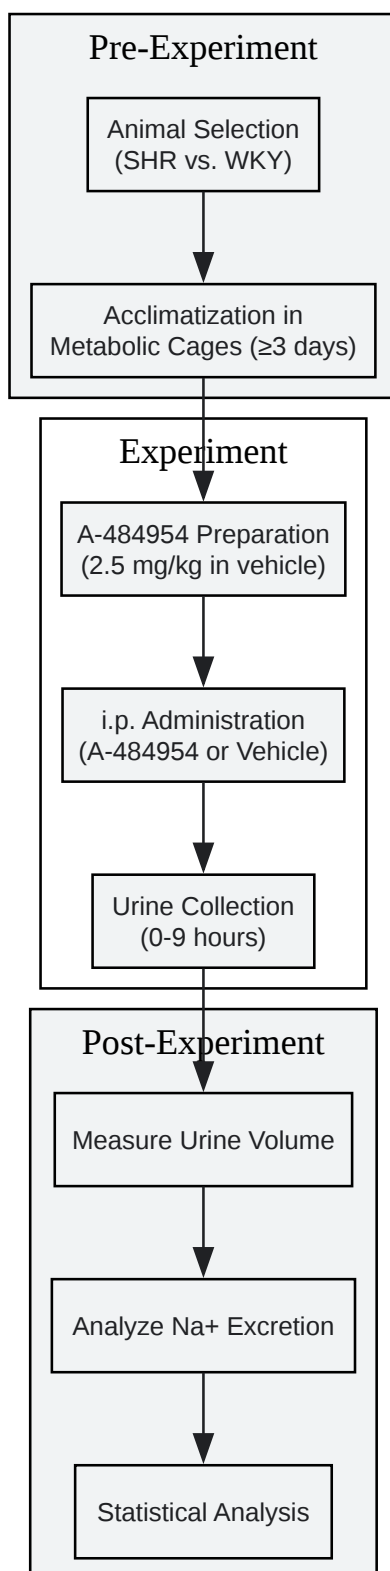 Pre-Experiment
Animal Selection
(SHR vs. WKY)
Acclimatization in
Metabolic Cages (≥3 days)
Experiment
A-484954 Preparation
(2.5 mg/kg in vehicle)
i.p. Administration
(A-484954 or Vehicle)
Urine Collection
(0-9 hours)
Post-Experiment
Measure Urine Volume
Analyze Na+ Excretion
Statistical Analysis